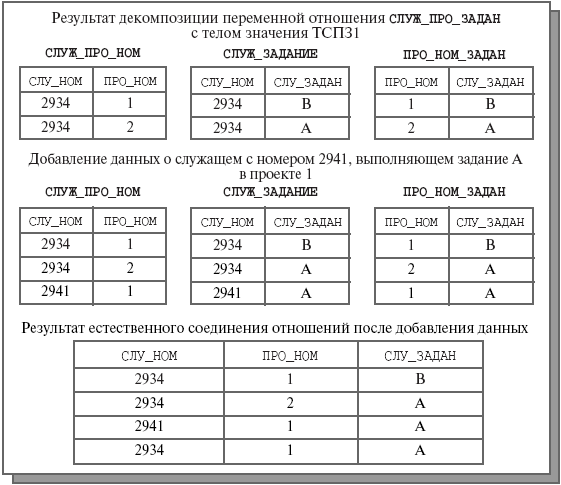 Результат декомпозиции переменной отношения СЛУЖ_ПРО_ЗАДАН
с телом значения ТСПЗ1
СЛУЖ_ПРО_НОМ СЛУЖ_ЗАДАНИЕ ПРО_НОМ_ЗАДАН
СЛУ_НОМ ПРО_НОМ СЛУ_НОМ СЛУ_ЗАДАН ПРО_НОМ СЛУ_ЗАДАН
2934 1 2934 B 1 B
2934 2 2934 A 2 A
Добавление данных о служащем с номером 2941, выполняющем задание А
в проекте 1
СЛУЖ_ПРО_НОМ СЛУЖ_ЗАДАНИЕ ПРО_НОМ_ЗАДАН
СЛУ_НОМ ПРО_НОМ СЛУ_НОМ СЛУ_ЗАДАН ПРО_НОМ СЛУ_ЗАДАН
2934 1 2934 B 1 B
2934 2 2934 A 2 A
2941 1 2941 A 1 A
Результат естественного соединения отношений после добавления данных
СЛУ_НОМ ПРО_НОМ СЛУ_ЗАДАН
2934 1 B
2934 2 A
2941 1 A
2934 1 A